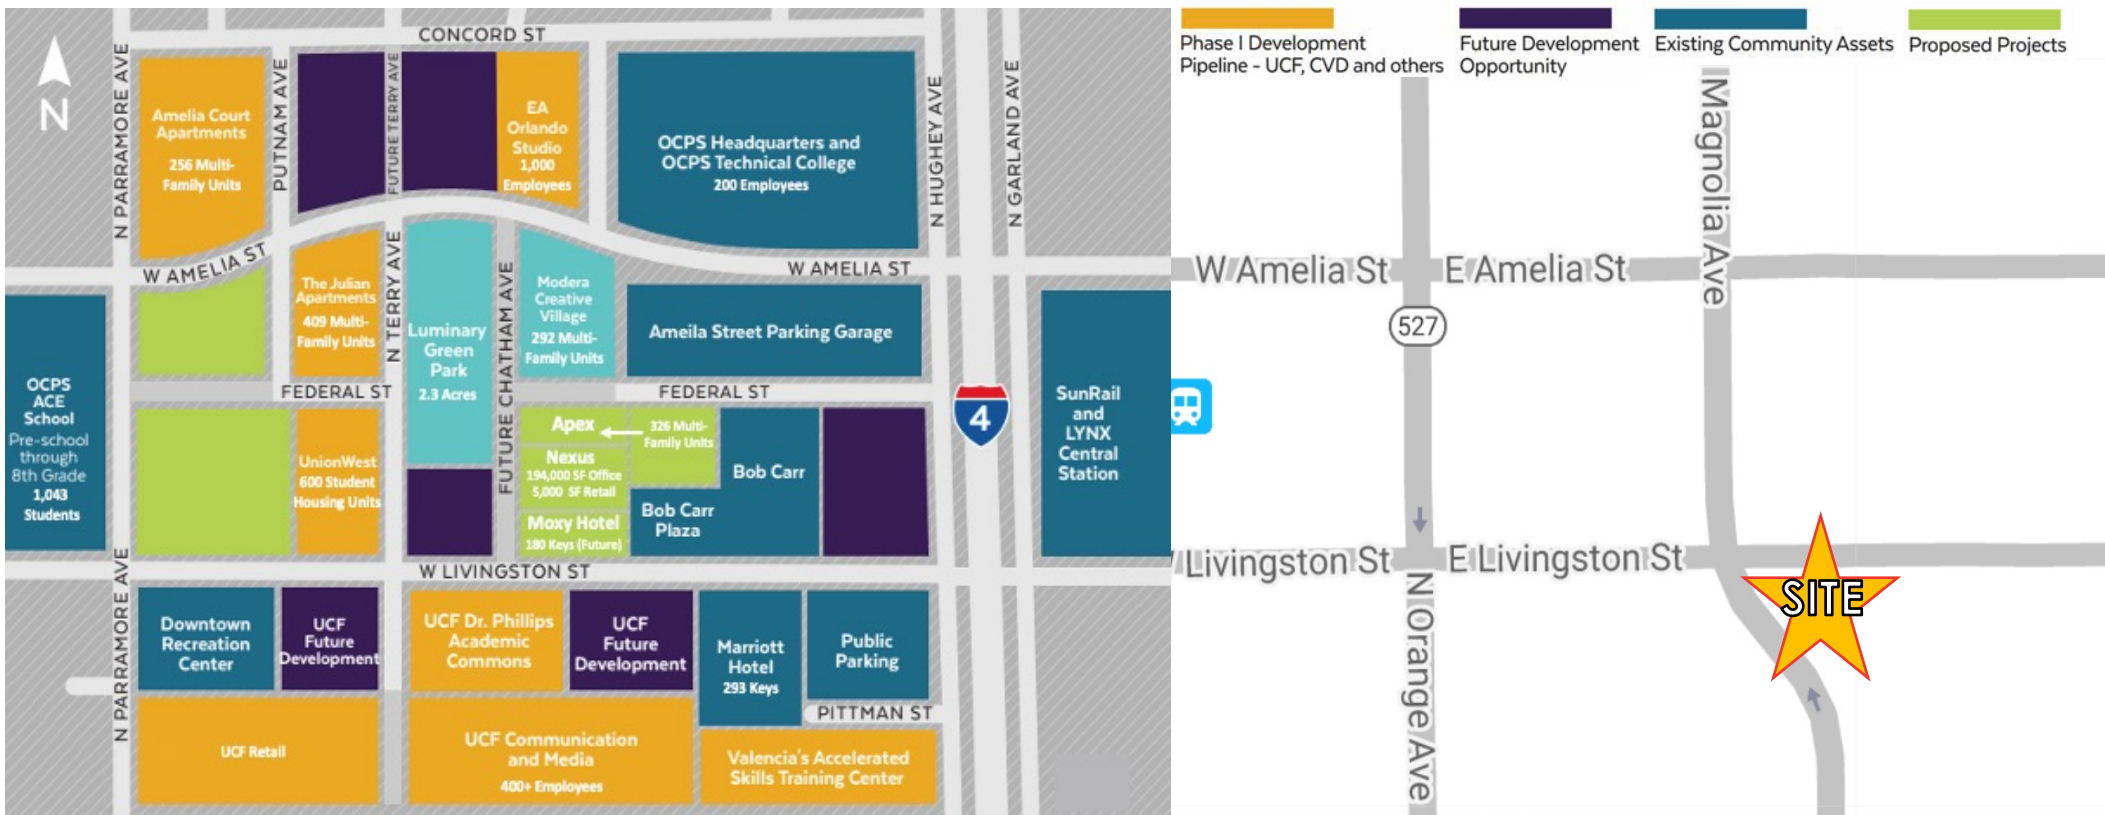 CONCORD ST
N PARRAMORE AVE
PUTNAM AVE
FUTURE TERRY AVE
N HUGHEY AVE
N GARLAND AVE
N
Amelia Court
Apartments
256 Multi-
Family Units
EA
Orlando
Studio
1,000
Employees
OCPS Headquarters and
OCPS Technical College
200 Employees
W AMELIA ST
W AMELIA ST
The Julian
Apartments
409 Multi-
Family Units
N TERRY AVE
Luminary
Green
Park
2.3 Acres
FUTURE CHATHAM AVE
Modera
Creative
Village
292 Multi-
Family Units
Ameila Street Parking Garage
OCPS
ACE
School
Pre-school
through
8th Grade
1,043
Students
FEDERAL ST
FEDERAL ST
4
SunRail
and
LYNX
Central
Station
UnionWest
600 Student
Housing Units
Apex
326 Multi-
Family Units
Nexus
194,000 SF Office
5,000 SF Retail
Moxy Hotel
180 Keys (Future)
Bob Carr
Bob Carr
Plaza
W LIVINGSTON ST
N PARRAMORE AVE
Downtown
Recreation
Center
UCF
Future
Development
UCF Dr. Phillips
Academic
Commons
UCF
Future
Development
Marriott
Hotel
293 Keys
Public
Parking
PITTMAN ST
UCF Retail
UCF Communication
and Media
400+ Employees
Valencia's Accelerated
Skills Training Center
Phase I Development
Pipeline - UCF, CVD and others
Future Development
Opportunity
Existing Community Assets
Proposed Projects
Magnolia Ave
W Amelia St
E Amelia St
527
Livingston St
E Livingston St
SITE
N Orange Ave